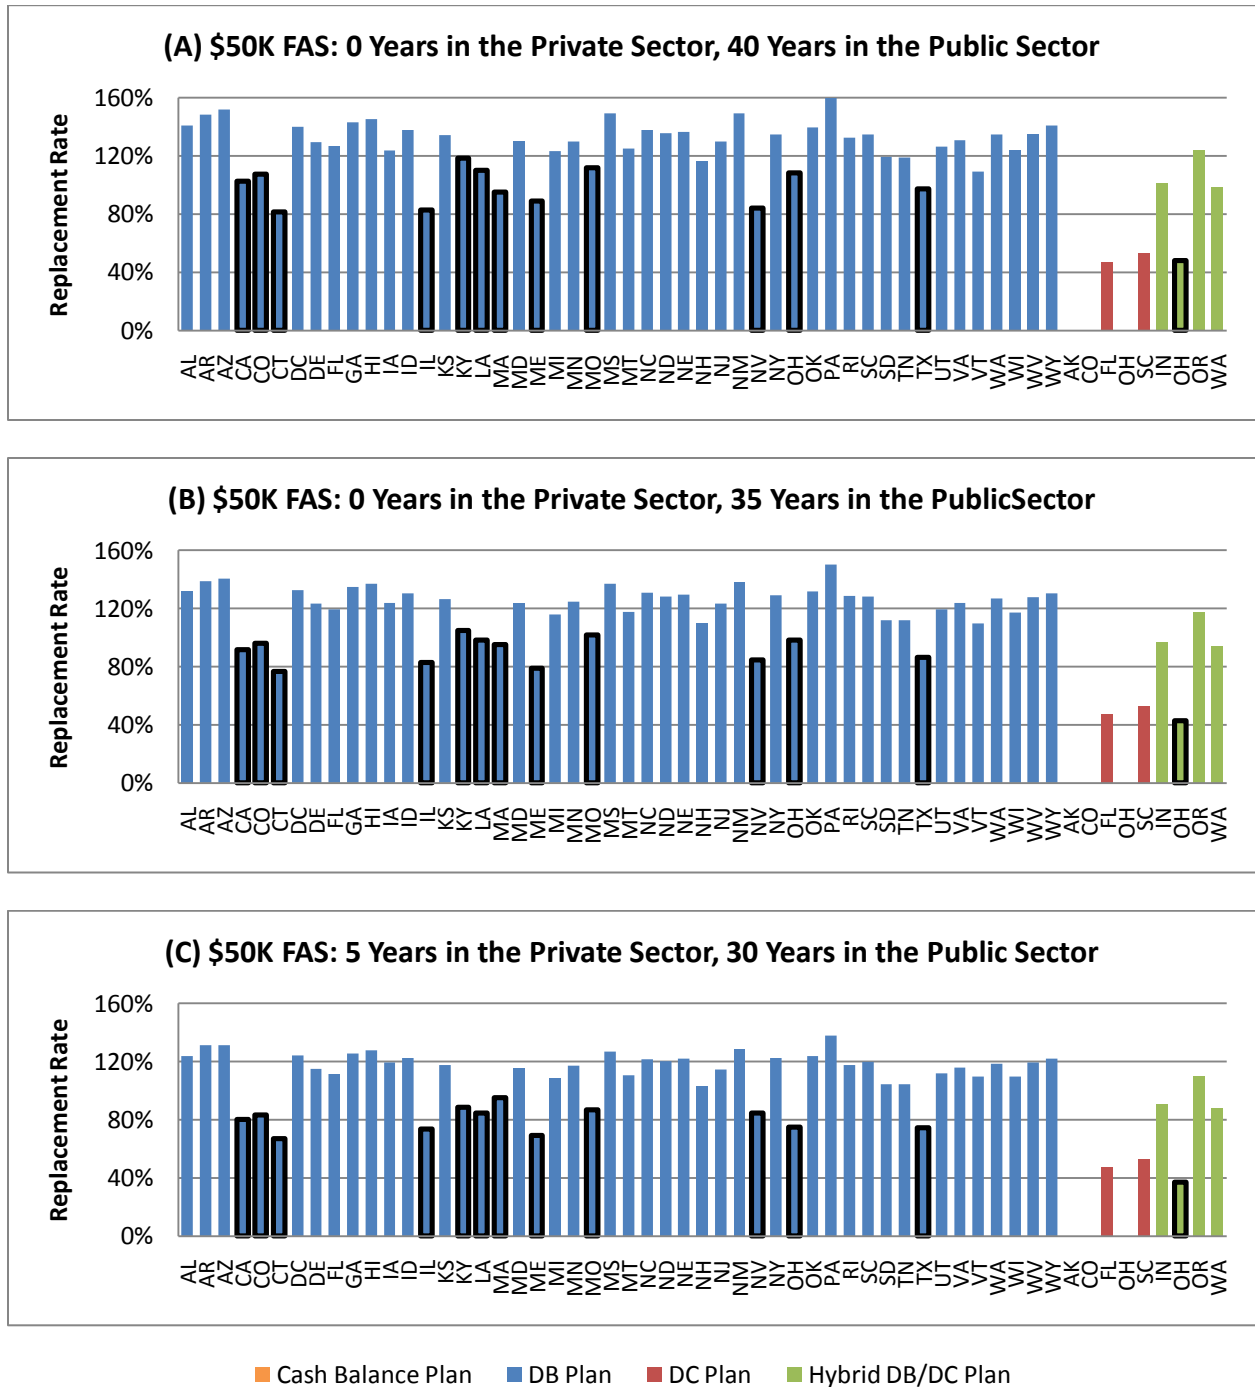 (A) $50K FAS: 0 Years in the Private Sector, 40 Years in the Public Sector
Replacement Rate
160%
120%
80%
40%
0%
AL AR AZ CA CO CT DC DE FL GA HI IA ID IL KS KY LA MA MD ME MI MN MO MS MT NC ND NE NH NJ NM NV NY OH OK PA RI SC SD TN TX UT VA VT WA WI WV WY AK CO FL OH SC IN OH OR WA
(B) $50K FAS: 0 Years in the Private Sector, 35 Years in the PublicSector
Replacement Rate
160%
120%
80%
40%
0%
AL AR AZ CA CO CT DC DE FL GA HI IA ID IL KS KY LA MA MD ME MI MN MO MS MT NC ND NE NH NJ NM NV NY OH OK PA RI SC SD TN TX UT VA VT WA WI WV WY AK CO FL OH SC IN OH OR WA
(C) $50K FAS: 5 Years in the Private Sector, 30 Years in the Public Sector
Replacement Rate
160%
120%
80%
40%
0%
AL AR AZ CA CO CT DC DE FL GA HI IA ID IL KS KY LA MA MD ME MI MN MO MS MT NC ND NE NH NJ NM NV NY OH OK PA RI SC SD TN TX UT VA VT WA WI WV WY AK CO FL OH SC IN OH OR WA
Cash Balance Plan DB Plan DC Plan Hybrid DB/DC Plan